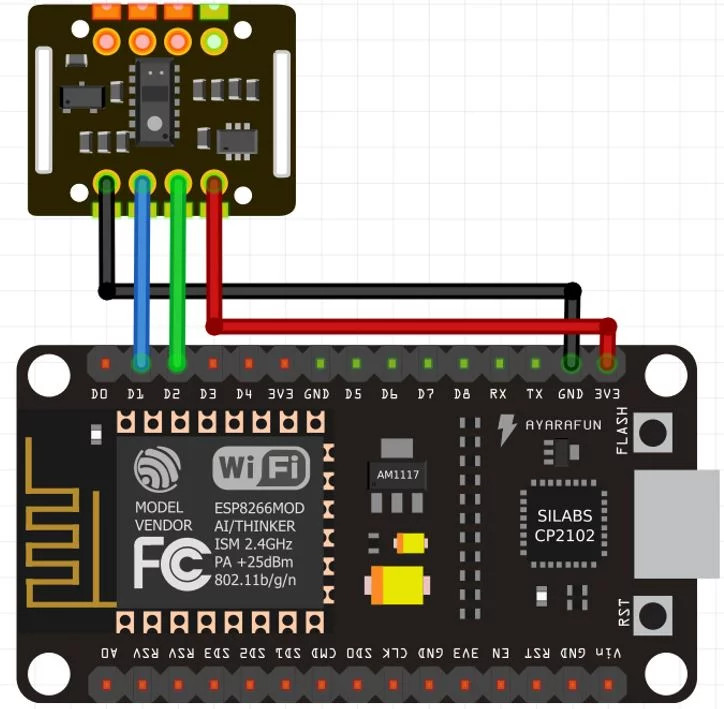 D0 D1 D2 D3 D4 3V3 GND D5 D6 D7 D8 RX TX GND 3V3
AYARAFUN
FLASH
WiFi
AM1117
MODEL
VENDOR
FC
ESP8266MOD
AI/THINKER
ISM 2.4GHz
PA +25dBm
802.11b/g/n
SILABS
CP2102
RST
A0 RSV RSV SD3 SD2 SD1 CMD SD0 CLK GND 3V3 EN RST GND Vin